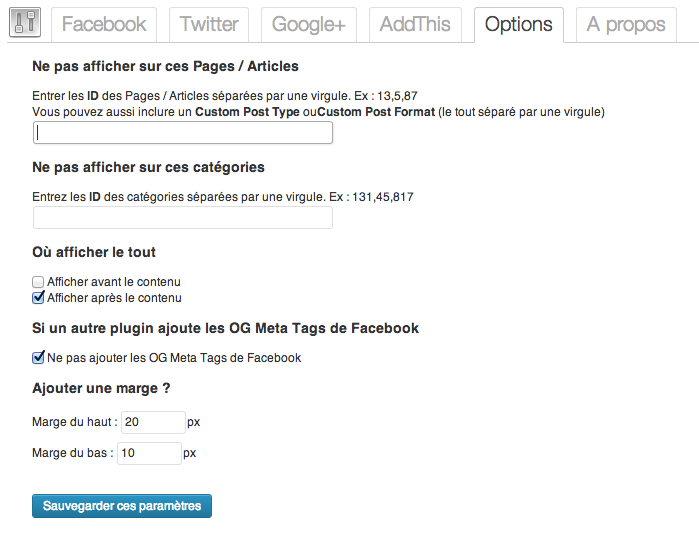 Facebook Twitter Google+ AddThis Options A propos
Ne pas afficher sur ces Pages / Articles
Entrer les ID des Pages / Articles séparées par une virgule. Ex : 13,5,87
Vous pouvez aussi inclure un Custom Post Type ouCustom Post Format (le tout séparé par une virgule)
Ne pas afficher sur ces catégories
Entrez les ID des catégories séparées par une virgule. Ex : 131,45,817
Où afficher le tout
Afficher avant le contenu
Afficher après le contenu
Si un autre plugin ajoute les OG Meta Tags de Facebook
Ne pas ajouter les OG Meta Tags de Facebook
Ajouter une marge ?
Marge du haut : 20 px
Marge du bas : 10 px
Sauvegarder ces paramètres